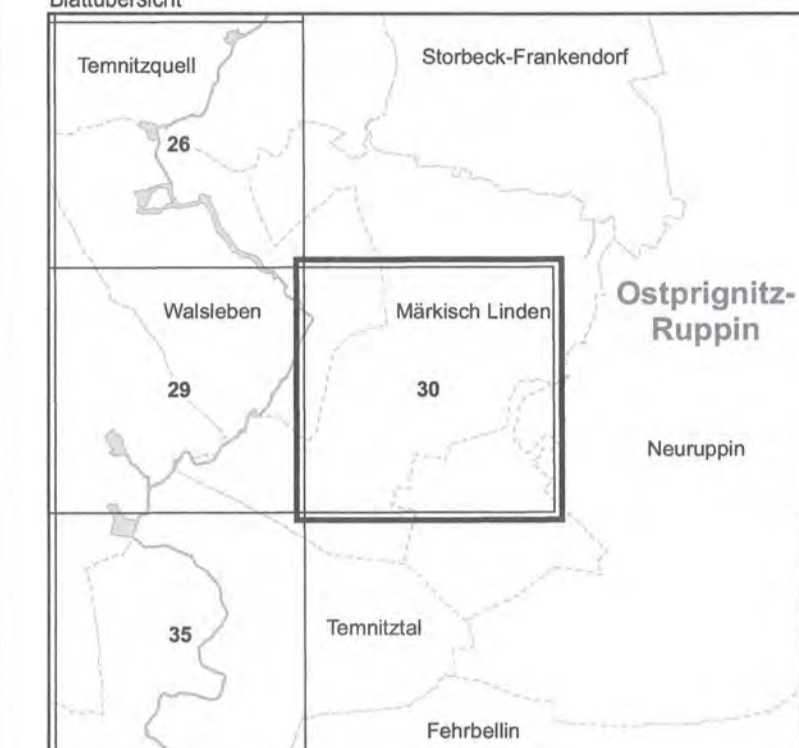 Blattübersicht
Temnitzquell
Storbeck-Frankendorf
26
Ostprignitz-
Ruppin
Walsleben
Märkisch Linden
29
30
Neuruppin
35
Temnitztal
Fehrbellin